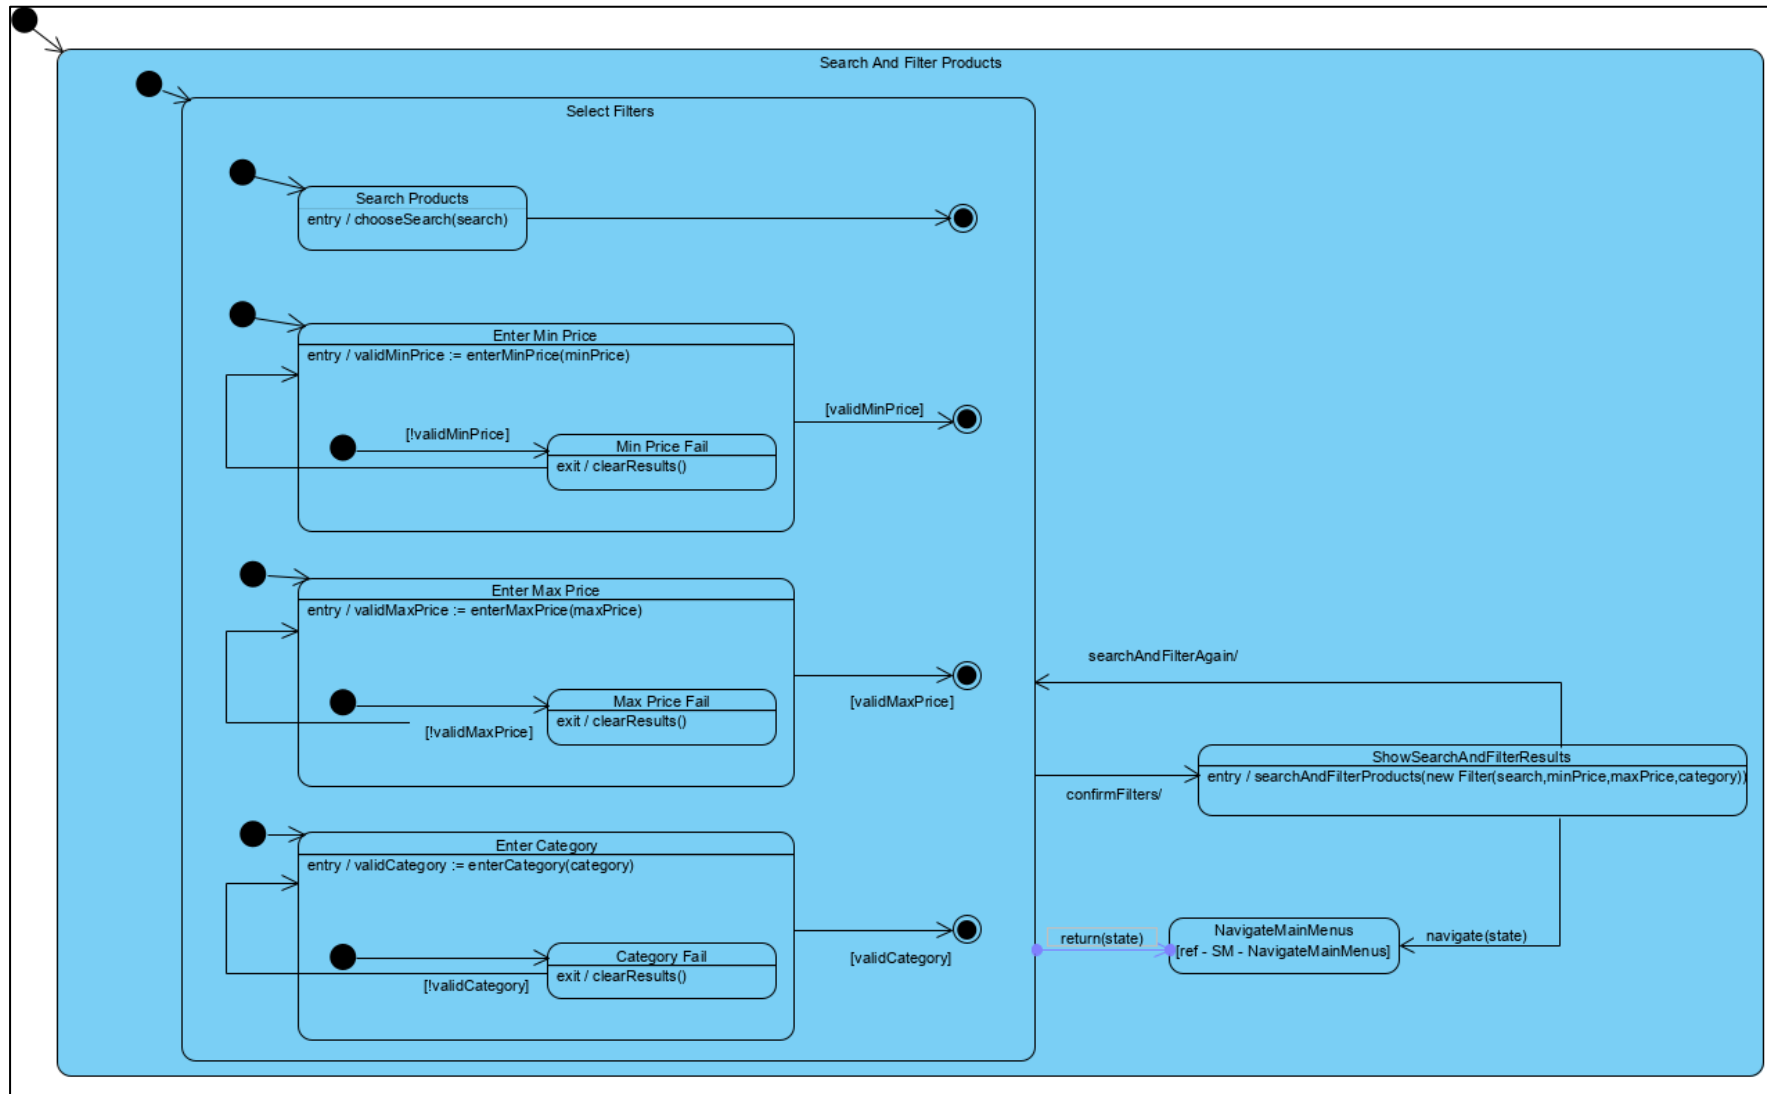 Search And Filter Products
Select Filters
Search Products
entry / chooseSearch(search)
Enter Min Price
entry / validMinPrice := enterMinPrice(minPrice)
[validMinPrice]
[!validMinPrice]
Min Price Fail
exit / clearResults()
Enter Max Price
entry / validMaxPrice := enterMaxPrice(maxPrice)
Max Price Fail
exit / clearResults()
[!validMaxPrice]
[validMaxPrice]
searchAndFilterAgain/
ShowSearchAndFilterResults
entry / searchAndFilterProducts(new Filter(search,minPrice,maxPrice,category))
confirmFilters/
Enter Category
entry / validCategory := enterCategory(category)
Category Fail
exit / clearResults()
[!validCategory]
[validCategory]
return(state)
NavigateMainMenus
[ref - SM - NavigateMainMenus]
navigate(state)